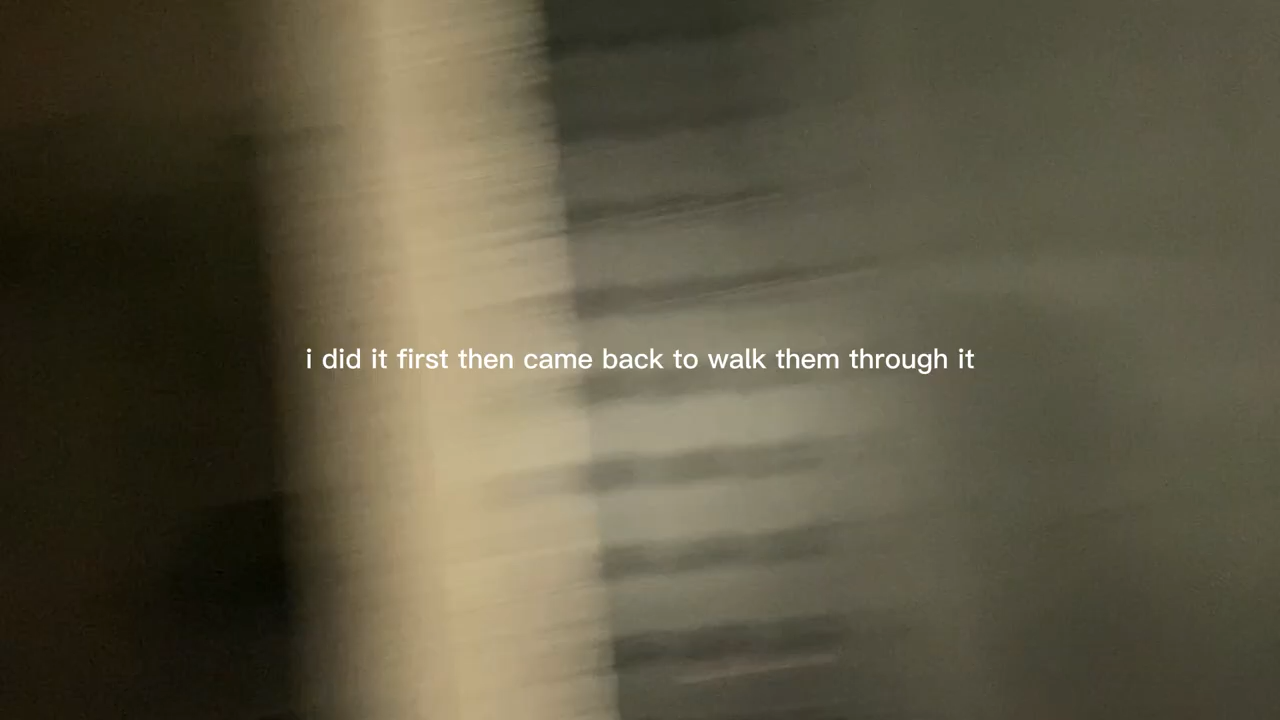 i did it first then came back to walk them through it